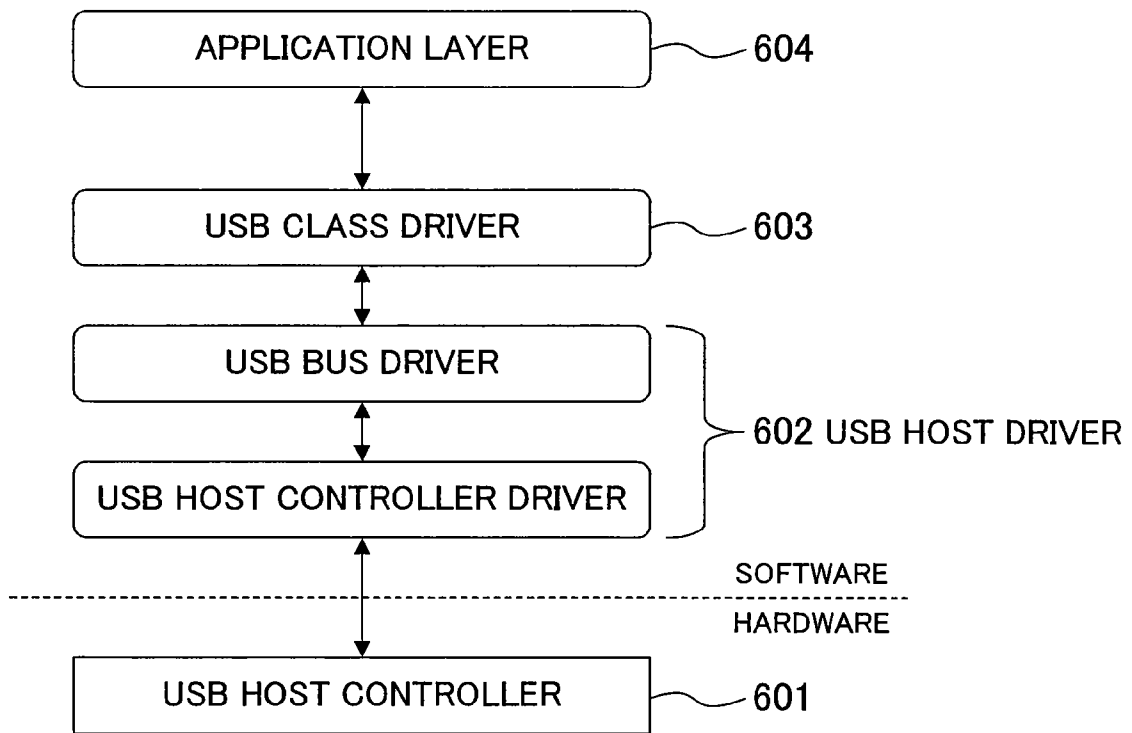 APPLICATION LAYER 604
USB CLASS DRIVER 603
USB BUS DRIVER
602 USB HOST DRIVER
USB HOST CONTROLLER DRIVER
SOFTWARE
HARDWARE
USB HOST CONTROLLER 601